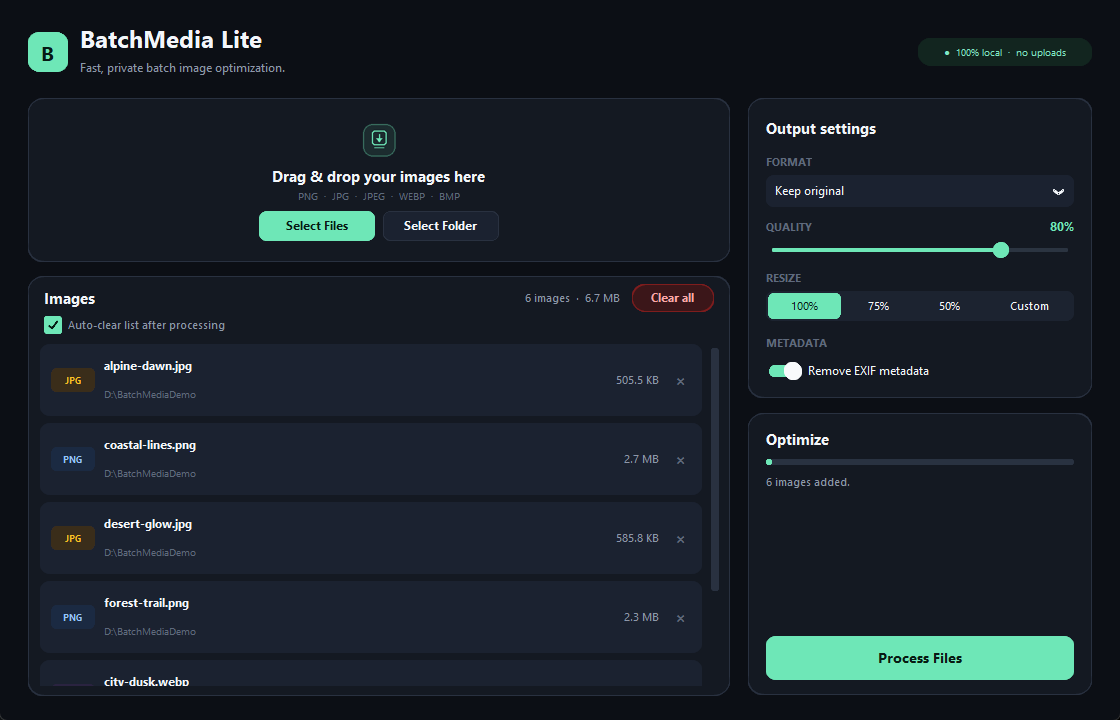 B
BatchMedia Lite
Fast, private batch image optimization.
● 100% local · no uploads
Drag & drop your images here
PNG · JPG · JPEG · WEBP · BMP
Select Files
Select Folder
Images
6 images · 6.7 MB
Clear all
Auto-clear list after processing
JPG
alpine-dawn.jpg
D:\BatchMediaDemo
505.5 KB ×
PNG
coastal-lines.png
D:\BatchMediaDemo
2.7 MB ×
JPG
desert-glow.jpg
D:\BatchMediaDemo
585.8 KB ×
PNG
forest-trail.png
D:\BatchMediaDemo
2.3 MB ×
city-dusk.webp
Output settings
FORMAT
Keep original
QUALITY 80%
RESIZE
100% 75% 50% Custom
METADATA
Remove EXIF metadata
Optimize
6 images added.
Process Files